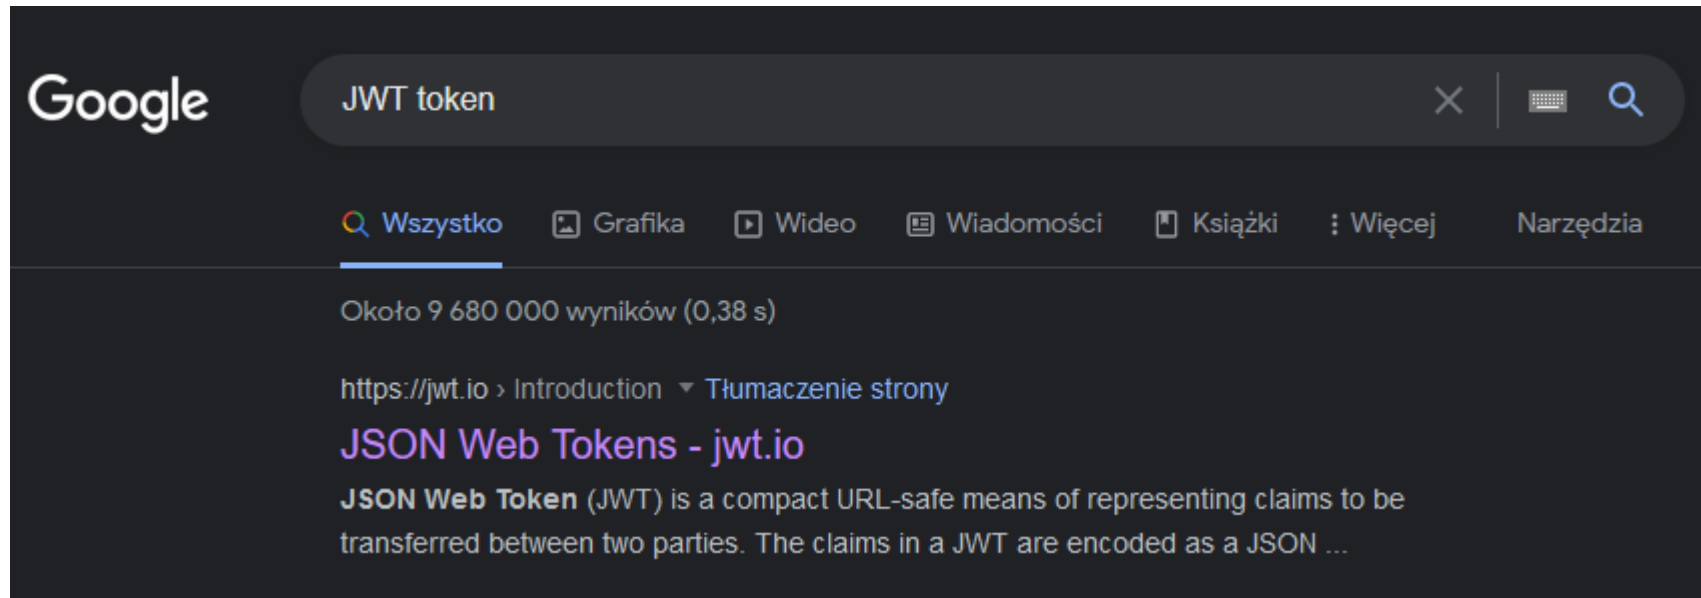 Google
JWT token
Wszystko Grafika Wideo Wiadomości Książki Więcej Narzędzia
Około 9 680 000 wyników (0,38 s)
https://jwt.io › Introduction Tłumaczenie strony
JSON Web Tokens - jwt.io
JSON Web Token (JWT) is a compact URL-safe means of representing claims to be
transferred between two parties. The claims in a JWT are encoded as a JSON ...